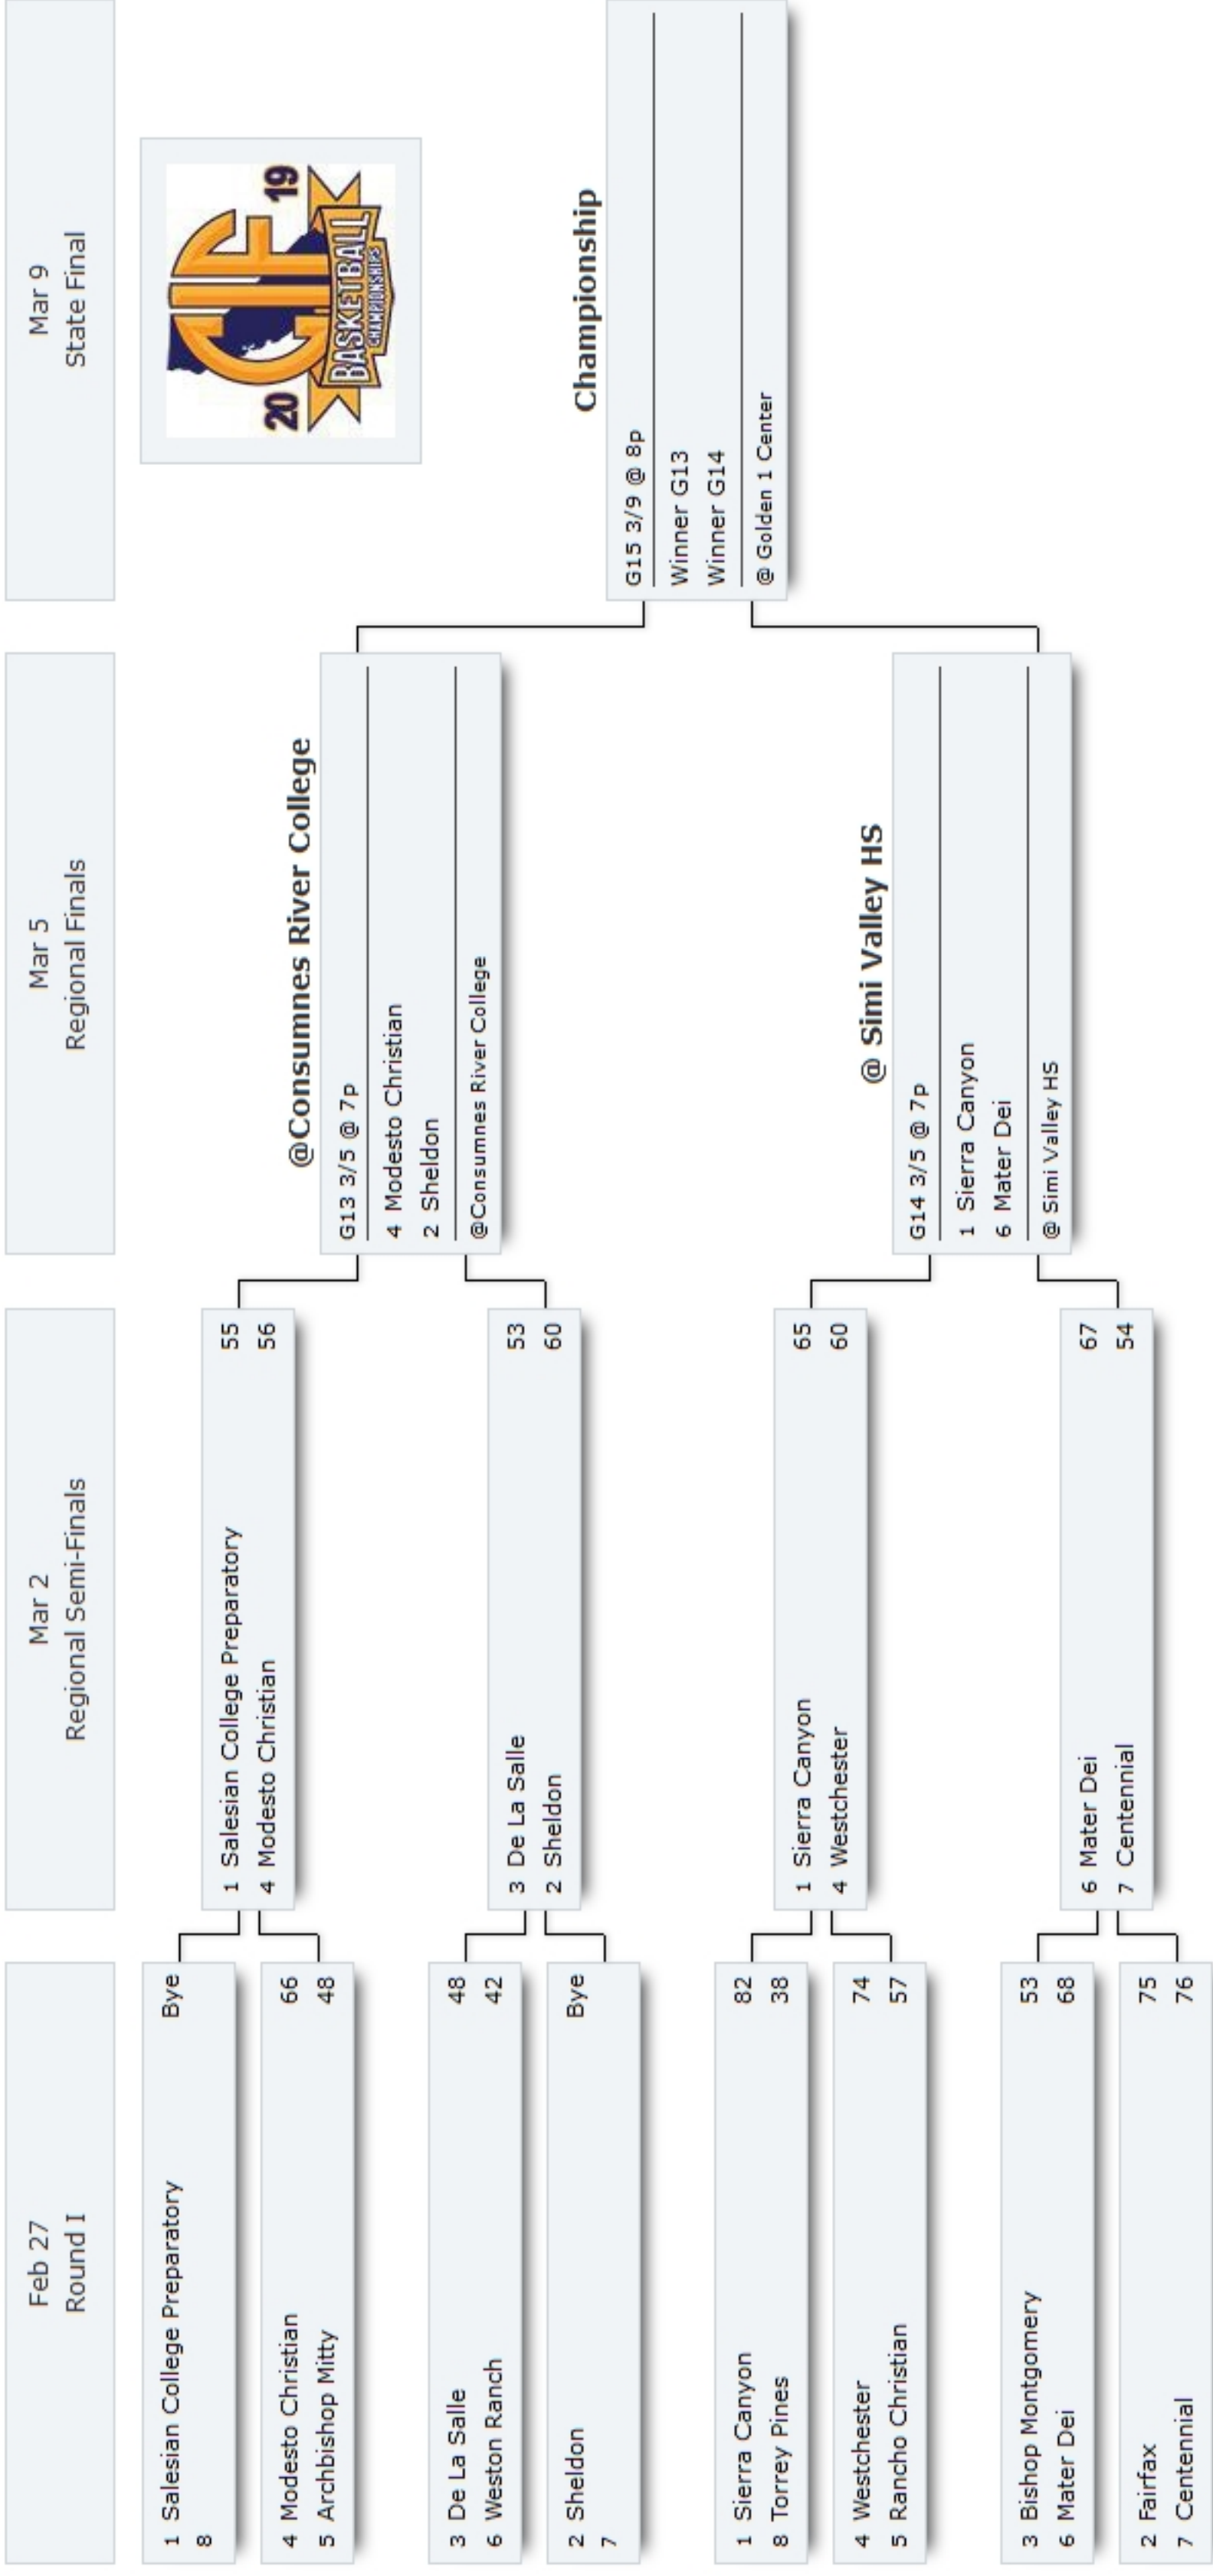 Feb 27
Round I
Mar 2
Regional Semi-Finals
Mar 5
Regional Finals
Mar 9
State Final
1 Salesian College Preparatory Bye
8
4 Modesto Christian 66
5 Archbishop Mitty 48
3 De La Salle 48
6 Weston Ranch 42
2 Sheldon Bye
7
1 Sierra Canyon 82
8 Torrey Pines 38
4 Westchester 74
5 Rancho Christian 57
3 Bishop Montgomery 53
6 Mater Dei 68
2 Fairfax 75
7 Centennial 76
1 Salesian College Preparatory 55
4 Modesto Christian 56
3 De La Salle 53
2 Sheldon 60
1 Sierra Canyon 65
4 Westchester 60
6 Mater Dei 67
7 Centennial 54
@Consumnes River College
G13 3/5 @ 7p
4 Modesto Christian
2 Sheldon
@Consumnes River College
@ Simi Valley HS
G14 3/5 @ 7p
1 Sierra Canyon
6 Mater Dei
@ Simi Valley HS
20 CIF 19
BASKETBALL
CHAMPIONSHIPS
Championship
G15 3/9 @ 8p
Winner G13
Winner G14
@ Golden 1 Center